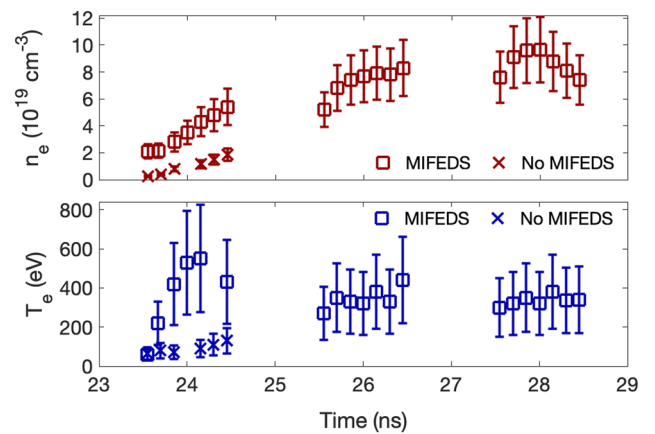 12
10
8
6
4
2
0
n_e (10^19 cm^-3)
MIFEDS
No MIFEDS
800
600
400
200
0
T_e (eV)
MIFEDS
No MIFEDS
23
24
25
26
27
28
29
Time (ns)